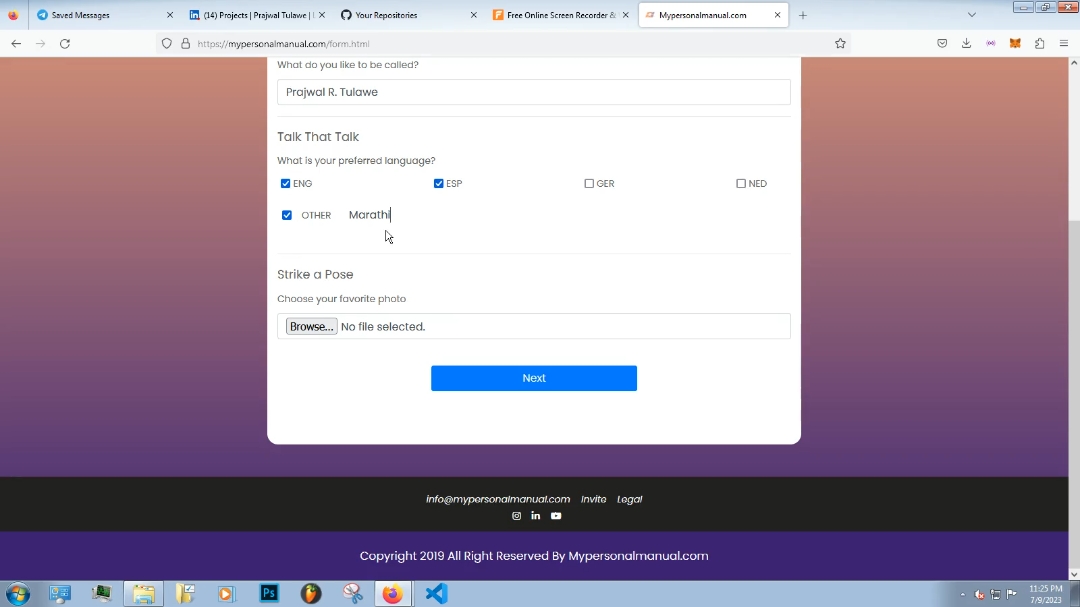 Saved Messages
(14) Projects | Prajwal Tulawe | L
Your Repositories
Free Online Screen Recorder &
Mypersonalmanual.com
https://mypersonalmanual.com/form.html
What do you like to be called?
Prajwal R. Tulawe
Talk That Talk
What is your preferred language?
ENG
ESP
GER
NED
OTHER
Marathi
Strike a Pose
Choose your favorite photo
Browse... No file selected.
Next
info@mypersonalmanual.com Invite Legal
Copyright 2019 All Right Reserved By Mypersonalmanual.com
Ps
11:25 PM
7/9/2023